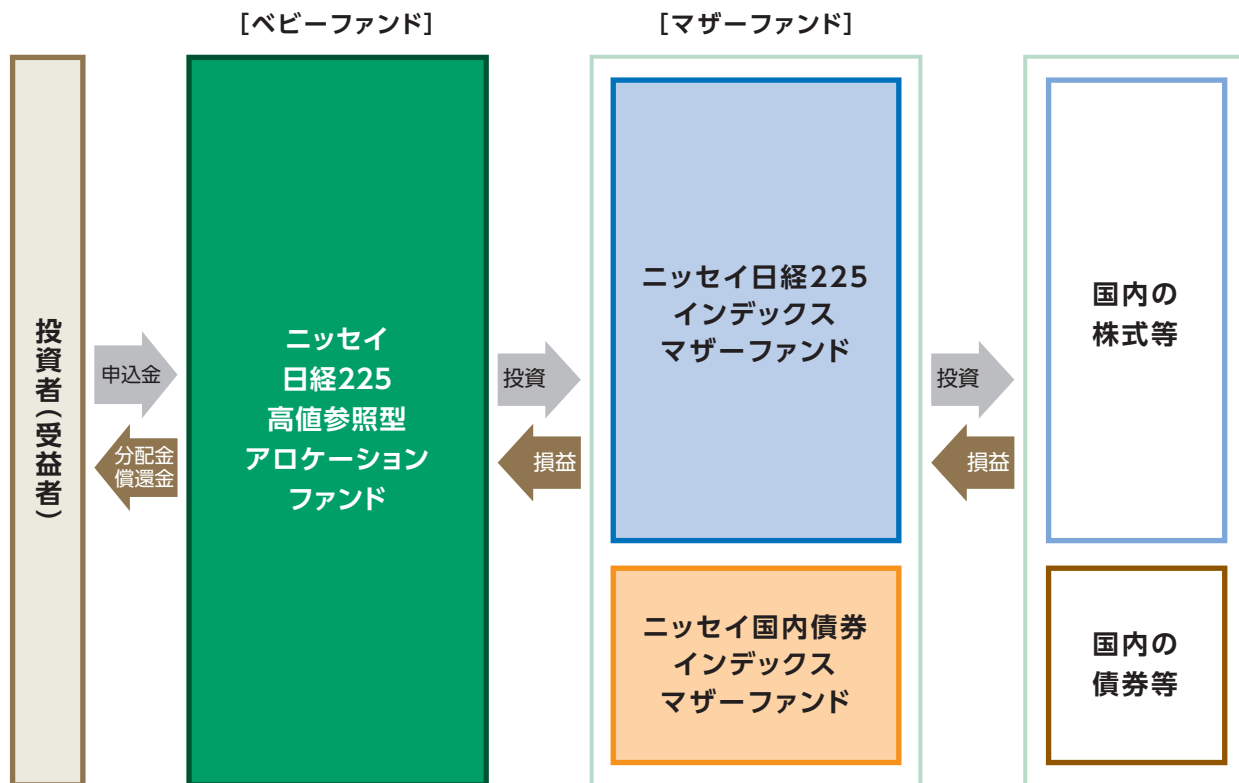 [ベビーファンド]
[マザーファンド]
投資者(受益者)
申込金
分配金
償還金
ニッセイ
日経225
高値参照型
アロケーション
ファンド
投資
損益
ニッセイ日経225
インデックス
マザーファンド
ニッセイ国内債券
インデックス
マザーファンド
投資
損益
国内の
株式等
国内の
債券等